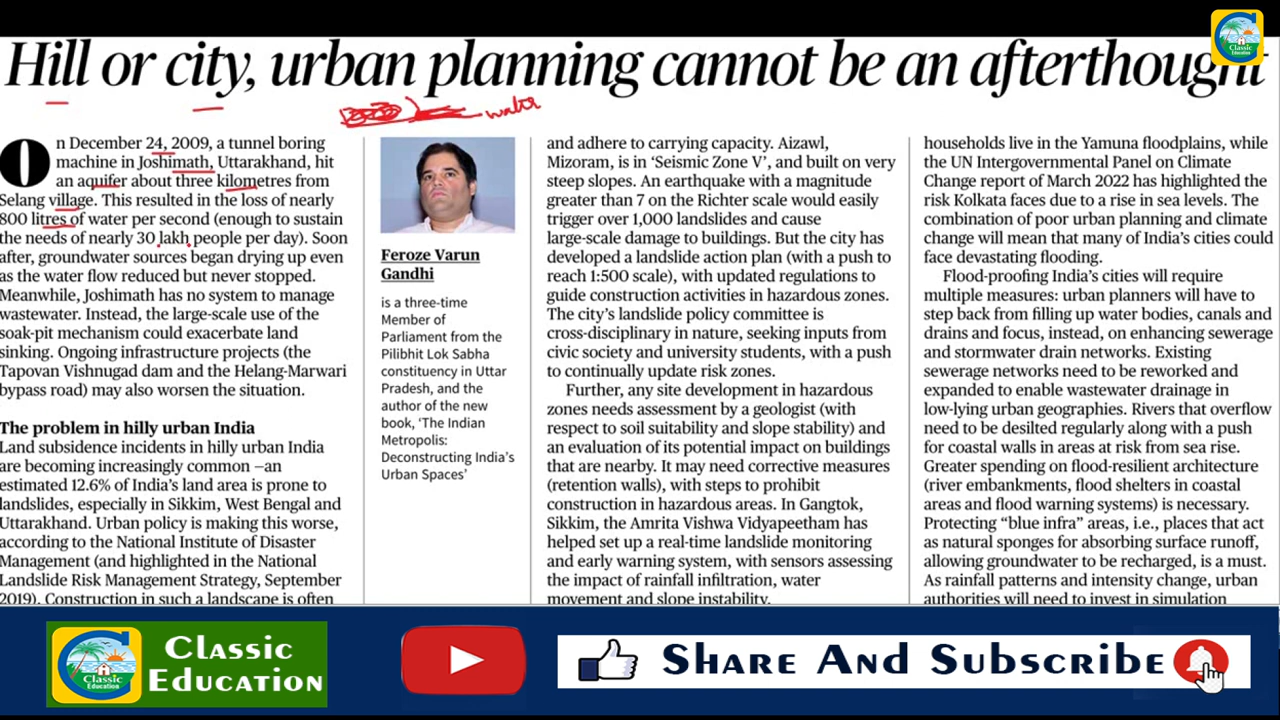 Classic
Education
Hill or city, urban planning cannot be an afterthought
water
On December 24, 2009, a tunnel boring
machine in Joshimath, Uttarakhand, hit
an aquifer about three kilometres from
Selang village. This resulted in the loss of nearly
800 litres of water per second (enough to sustain
the needs of nearly 30 lakh people per day). Soon
after, groundwater sources began drying up even
as the water flow reduced but never stopped.
Meanwhile, Joshimath has no system to manage
wastewater. Instead, the large-scale use of the
soak-pit mechanism could exacerbate land
sinking. Ongoing infrastructure projects (the
Tapovan Vishnugad dam and the Helang-Marwari
bypass road) may also worsen the situation.
The problem in hilly urban India
Land subsidence incidents in hilly urban India
are becoming increasingly common —an
estimated 12.6% of India's land area is prone to
landslides, especially in Sikkim, West Bengal and
Uttarakhand. Urban policy is making this worse,
according to the National Institute of Disaster
Management (and highlighted in the National
Landslide Risk Management Strategy, September
2019). Construction in such a landscape is often
Feroze Varun
Gandhi
is a three-time
Member of
Parliament from the
Pilibhit Lok Sabha
constituency in Uttar
Pradesh, and the
author of the new
book, 'The Indian
Metropolis:
Deconstructing India's
Urban Spaces'
and adhere to carrying capacity. Aizawl,
Mizoram, is in 'Seismic Zone V', and built on very
steep slopes. An earthquake with a magnitude
greater than 7 on the Richter scale would easily
trigger over 1,000 landslides and cause
large-scale damage to buildings. But the city has
developed a landslide action plan (with a push to
reach 1:500 scale), with updated regulations to
guide construction activities in hazardous zones.
The city's landslide policy committee is
cross-disciplinary in nature, seeking inputs from
civic society and university students, with a push
to continually update risk zones.
Further, any site development in hazardous
zones needs assessment by a geologist (with
respect to soil suitability and slope stability) and
an evaluation of its potential impact on buildings
that are nearby. It may need corrective measures
(retention walls), with steps to prohibit
construction in hazardous areas. In Gangtok,
Sikkim, the Amrita Vishwa Vidyapeetham has
helped set up a real-time landslide monitoring
and early warning system, with sensors assessing
the impact of rainfall infiltration, water
movement and slope instability.
households live in the Yamuna floodplains, while
the UN Intergovernmental Panel on Climate
Change report of March 2022 has highlighted the
risk Kolkata faces due to a rise in sea levels. The
combination of poor urban planning and climate
change will mean that many of India's cities could
face devastating flooding.
Flood-proofing India's cities will require
multiple measures: urban planners will have to
step back from filling up water bodies, canals and
drains and focus, instead, on enhancing sewerage
and stormwater drain networks. Existing
sewerage networks need to be reworked and
expanded to enable wastewater drainage in
low-lying urban geographies. Rivers that overflow
need to be desilted regularly along with a push
for coastal walls in areas at risk from sea rise.
Greater spending on flood-resilient architecture
(river embankments, flood shelters in coastal
areas and flood warning systems) is necessary.
Protecting "blue infra" areas, i.e., places that act
as natural sponges for absorbing surface runoff,
allowing groundwater to be recharged, is a must.
As rainfall patterns and intensity change, urban
authorities will need to invest in simulation
Classic
Education
Classic
Education
Share And Subscribe